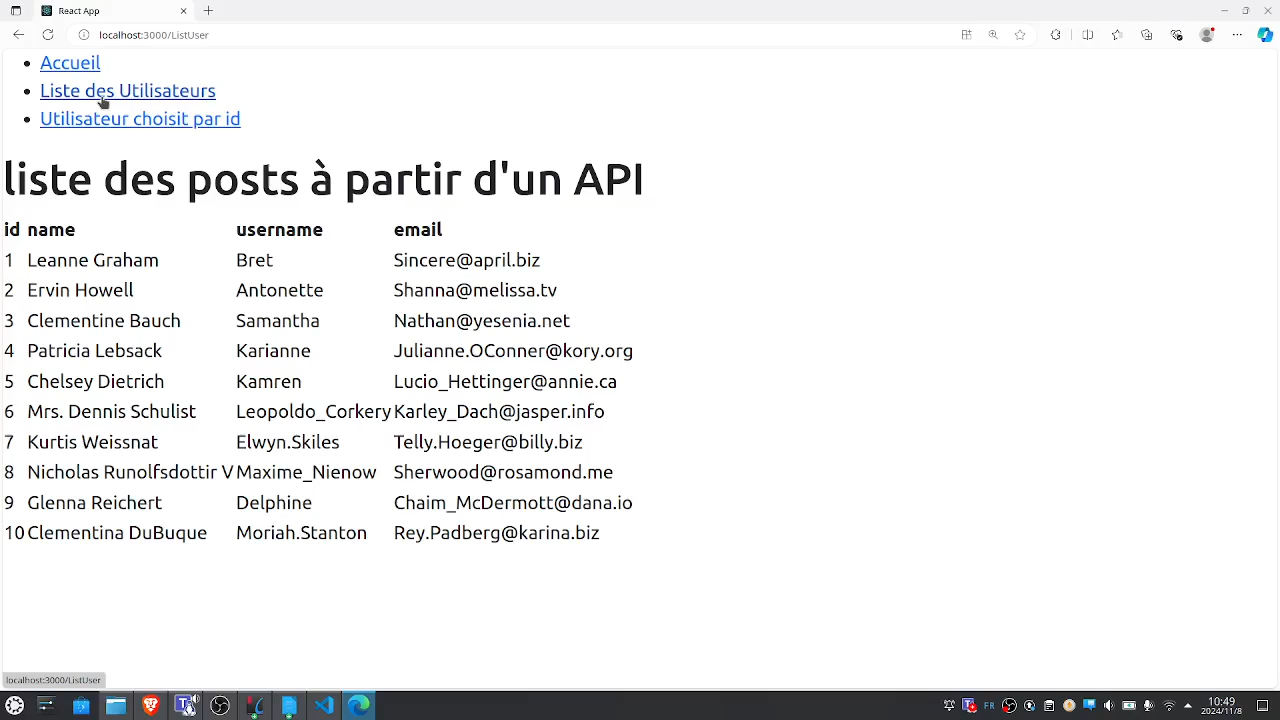 React App
localhost:3000/ListUser
Accueil
Liste des Utilisateurs
Utilisateur choisit par id
liste des posts à partir d'un API
id name username email
1 Leanne Graham Bret Sincere@april.biz
2 Ervin Howell Antonette Shanna@melissa.tv
3 Clementine Bauch Samantha Nathan@yesenia.net
4 Patricia Lebsack Karianne Julianne.OConner@kory.org
5 Chelsey Dietrich Kamren Lucio_Hettinger@annie.ca
6 Mrs. Dennis Schulist Leopoldo_Corkery Karley_Dach@jasper.info
7 Kurtis Weissnat Elwyn.Skiles Telly.Hoeger@billy.biz
8 Nicholas Runolfsdottir V Maxime_Nienow Sherwood@rosamond.me
9 Glenna Reichert Delphine Chaim_McDermott@dana.io
10 Clementina DuBuque Moriah.Stanton Rey.Padberg@karina.biz
localhost:3000/ListUser
FR
10:49
2024/11/8